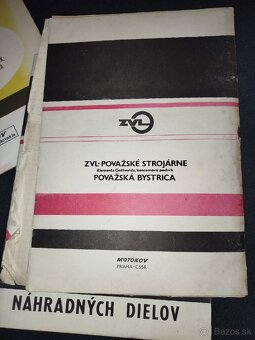 ZVL
ZVL-POVAŽSKÉ STROJÁRNE
Klementa Gottwalda, koncernový podnik
POVAŽSKÁ BYSTRICA
MOTOKOV
PRAHA-ČSSR
NÁHRADNÝCH DIELOV
bazos.sk